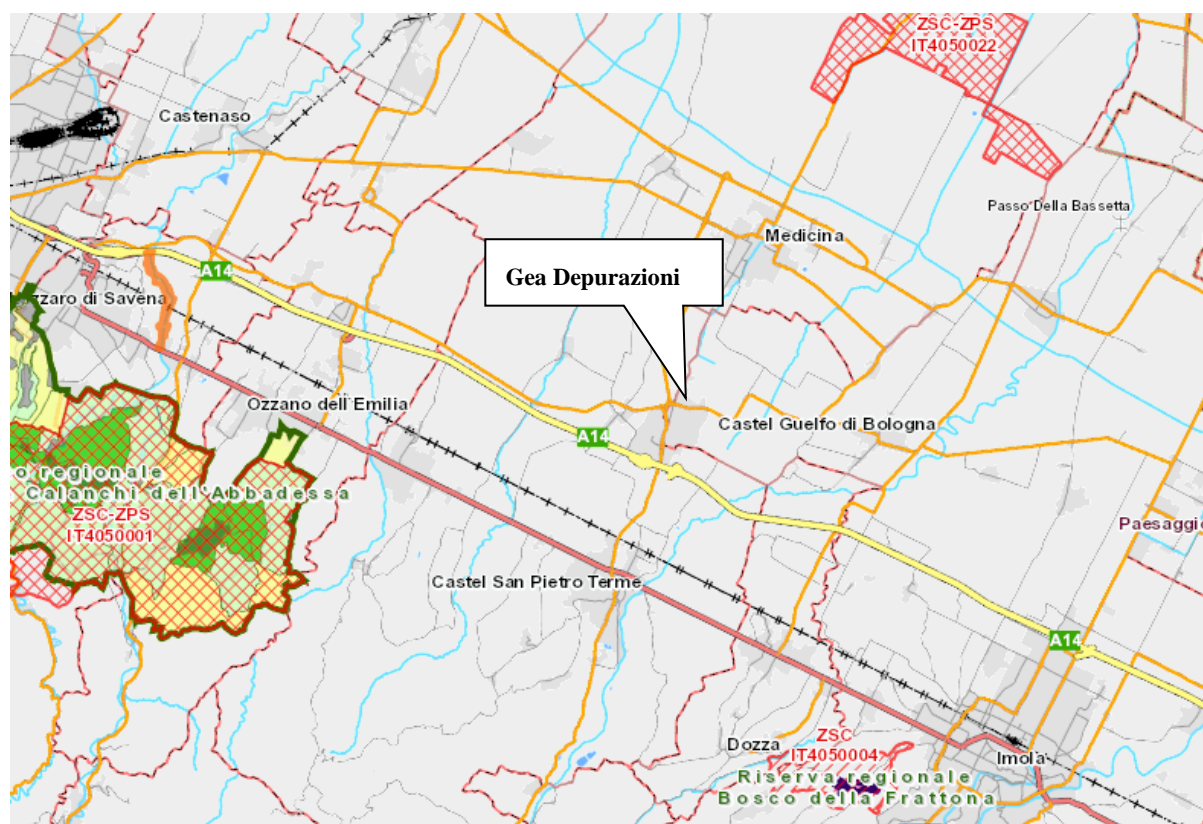 ZSC-ZPS
IT4050022
Castenaso
Passo Della Bassetta
Medicina
Gea Depurazioni
A14
zzaro di Savena
Ozzano dell'Emilia
A14
Castel Guelfo di Bologna
o regionale
Calanchi dell'Abbadessa
ZSC-ZPS
IT4050001
Paesaggio
Castel San Pietro Terme
A14
Dozza
ZSC
IT4050004
Imola
Riserva regionale
Bosco della Frattona